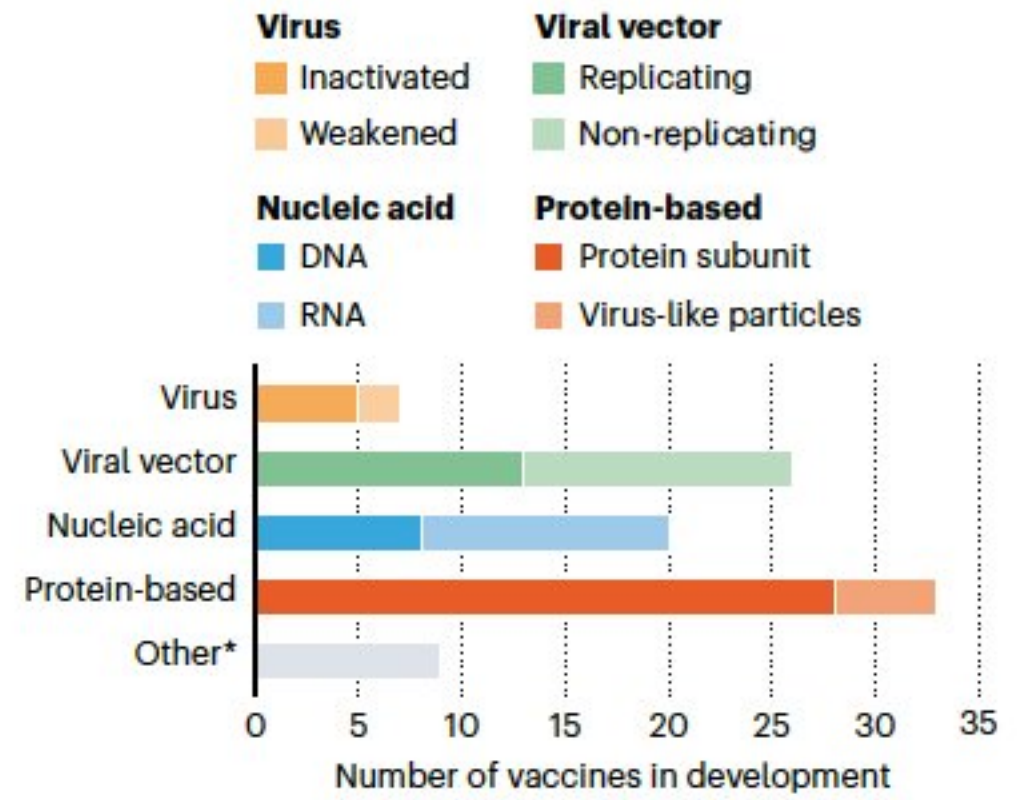 Virus
Viral vector
Inactivated
Replicating
Weakened
Non-replicating
Nucleic acid
Protein-based
DNA
Protein subunit
RNA
Virus-like particles
Virus
Viral vector
Nucleic acid
Protein-based
Other*
0 5 10 15 20 25 30 35
Number of vaccines in development